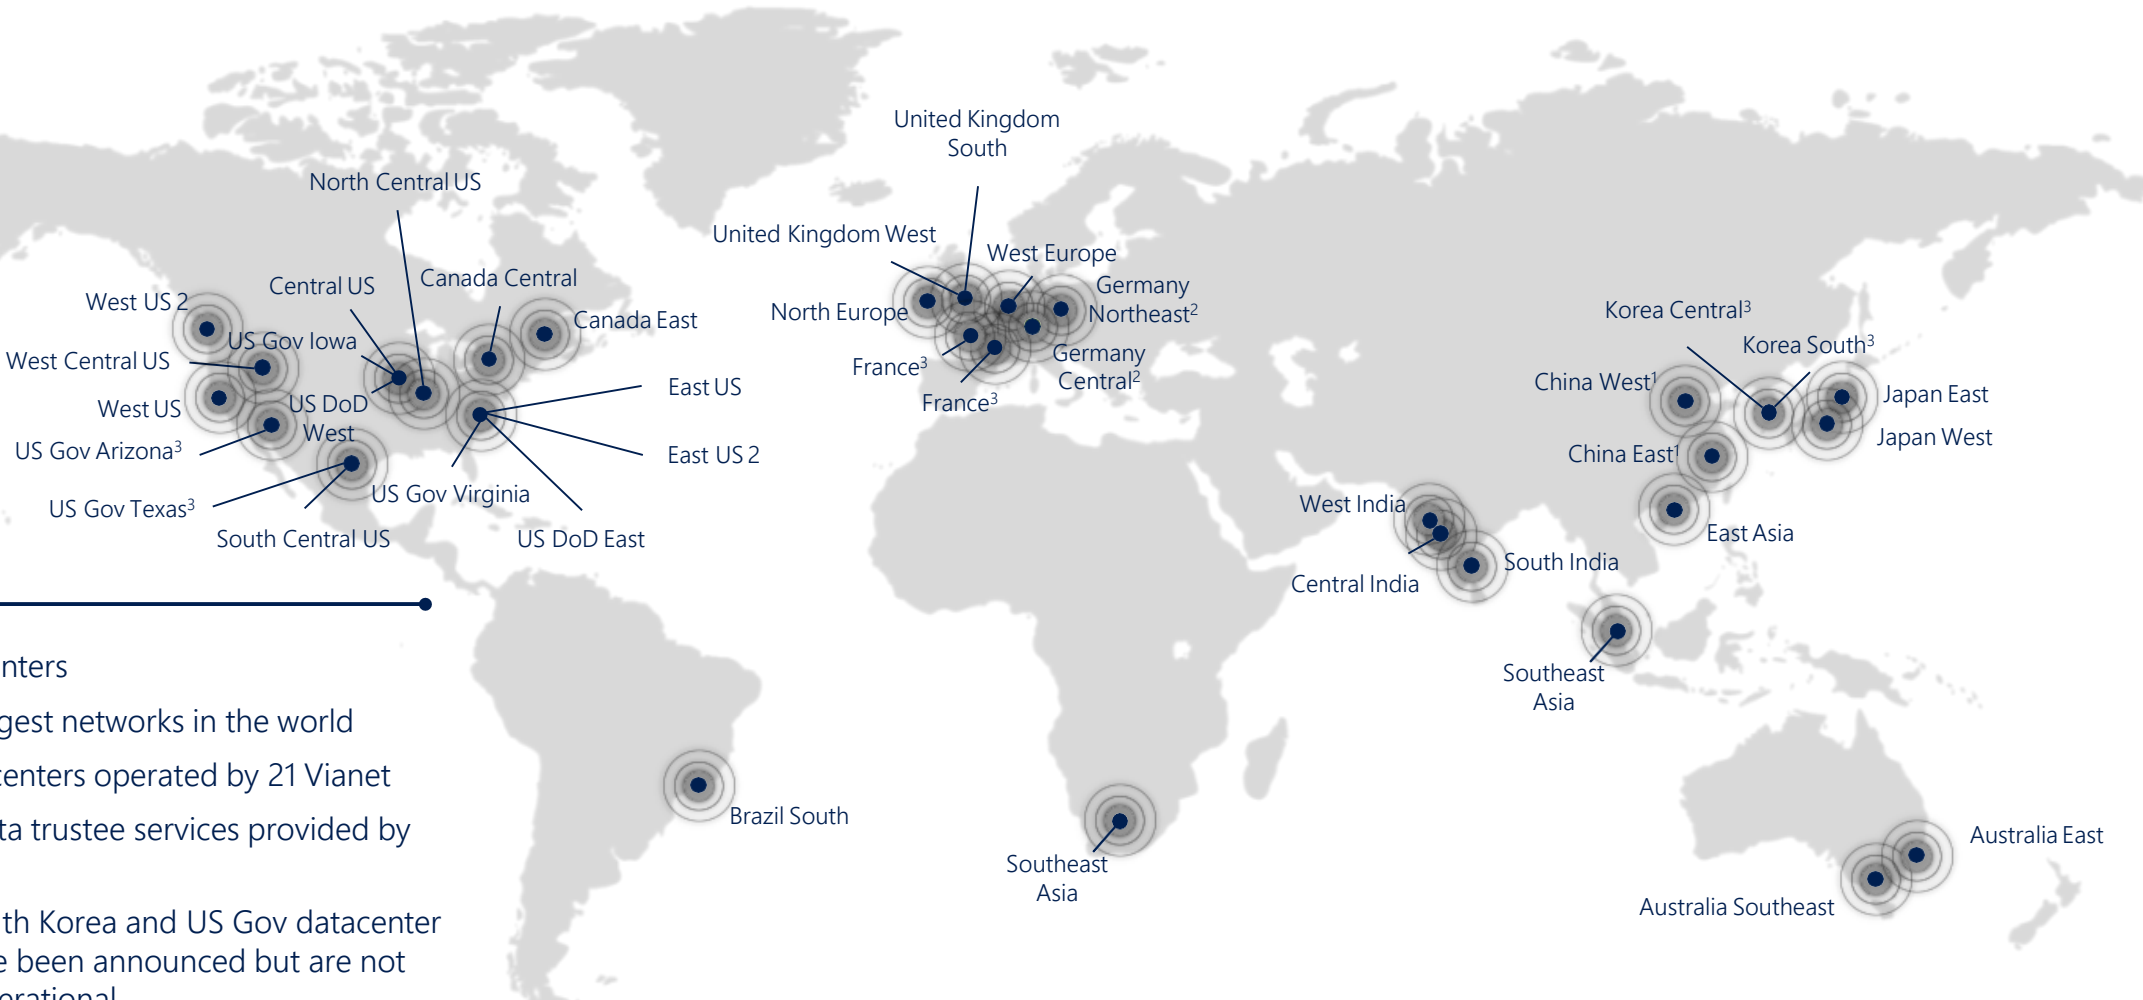 United Kingdom
South
North Central US
United Kingdom West
West Europe
Central US
Canada Central
Germany
Northeast²
West US 2
North Europe
Canada East
Korea Central³
US Gov Iowa
Korea South³
West Central US
France³
Germany
Central²
China West¹
East US
Japan East
West US
US DoD
West
France³
Japan West
US Gov Arizona³
East US 2
China East¹
US Gov Virginia
West India
US Gov Texas³
South Central US
US DoD East
East Asia
South India
Central India
nters
Southeast
Asia
gest networks in the world
centers operated by 21 Vianet
Brazil South
ta trustee services provided by
Australia East
Southeast
Asia
Australia Southeast
th Korea and US Gov datacenter
e been announced but are not
erational